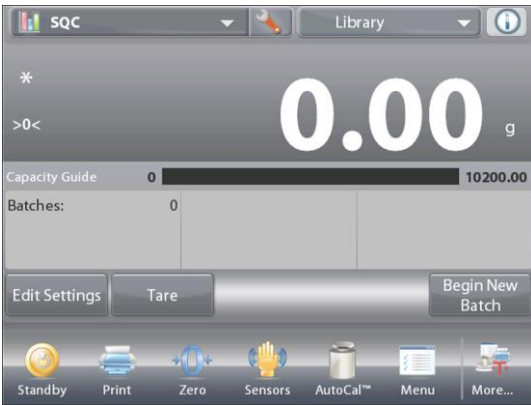 SQC Library
*
>0<
0.00 g
Capacity Guide 0 10200.00
Batches: 0
Edit Settings Tare Begin New
Batch
Standby Print Zero Sensors AutoCal™ Menu More...